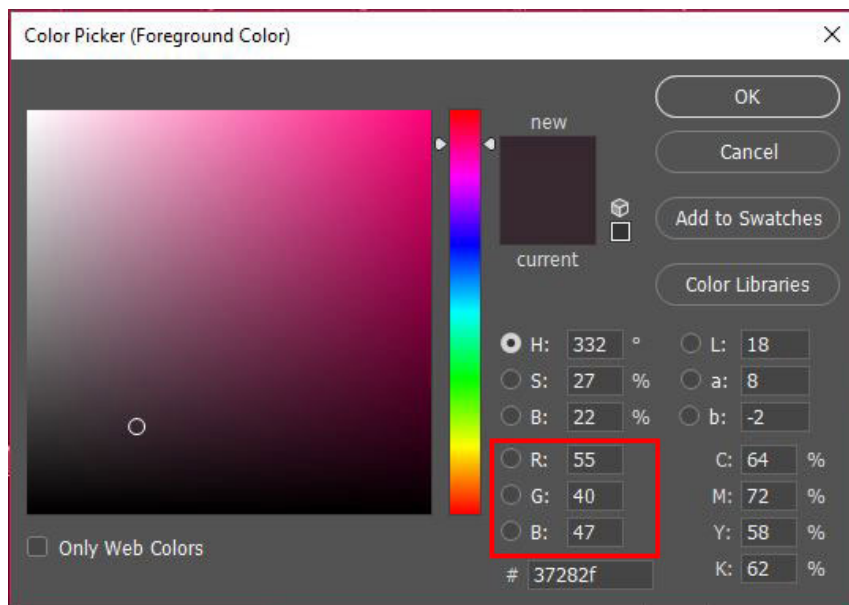 Color Picker (Foreground Color)
new
current
OK
Cancel
Add to Swatches
Color Libraries
H: 332 °
S: 27 %
B: 22 %
R: 55
G: 40
B: 47
# 37282f
L: 18
a: 8
b: -2
C: 64 %
M: 72 %
Y: 58 %
K: 62 %
Only Web Colors